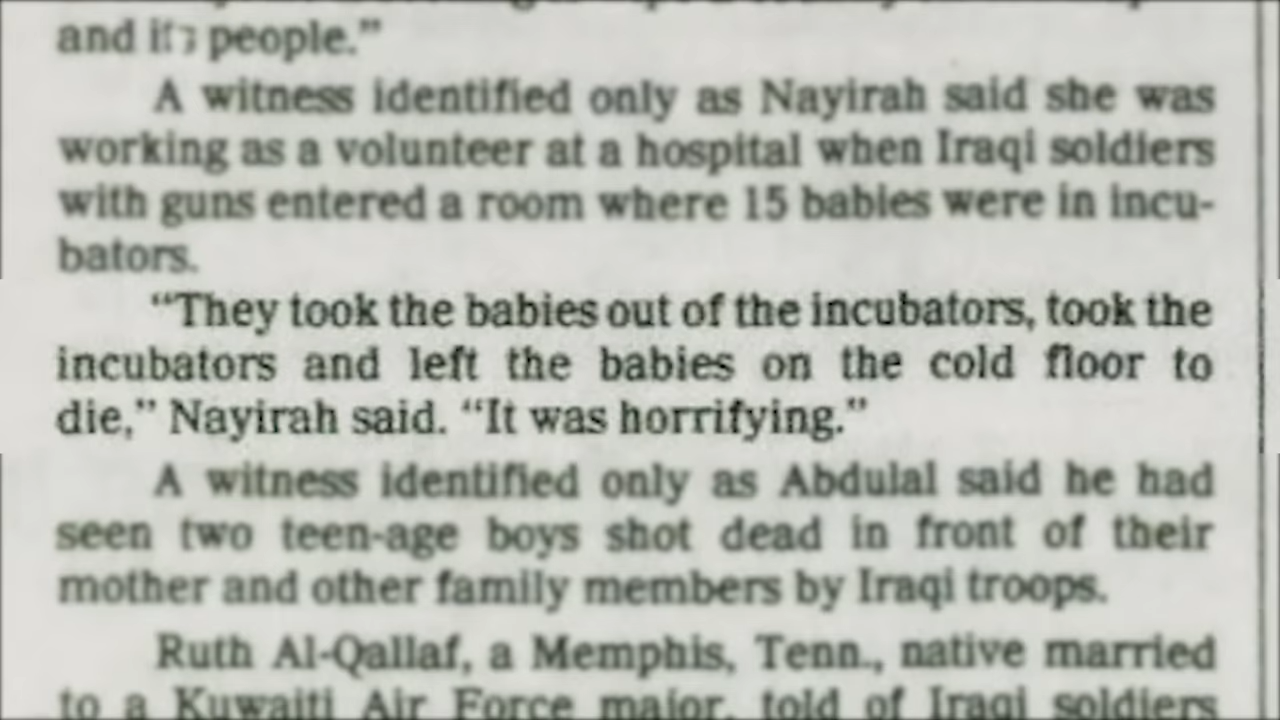 and its people.”
A witness identified only as Nayirah said she was
working as a volunteer at a hospital when Iraqi soldiers
with guns entered a room where 15 babies were in incu-
bators.
“They took the babies out of the incubators, took the
incubators and left the babies on the cold floor to
die,” Nayirah said. “It was horrifying.”
A witness identified only as Abdulal said he had
seen two teen-age boys shot dead in front of their
mother and other family members by Iraqi troops.
Ruth Al-Qallaf, a Memphis, Tenn., native married
to a Kuwaiti Air Force major, told of Iraqi soldiers